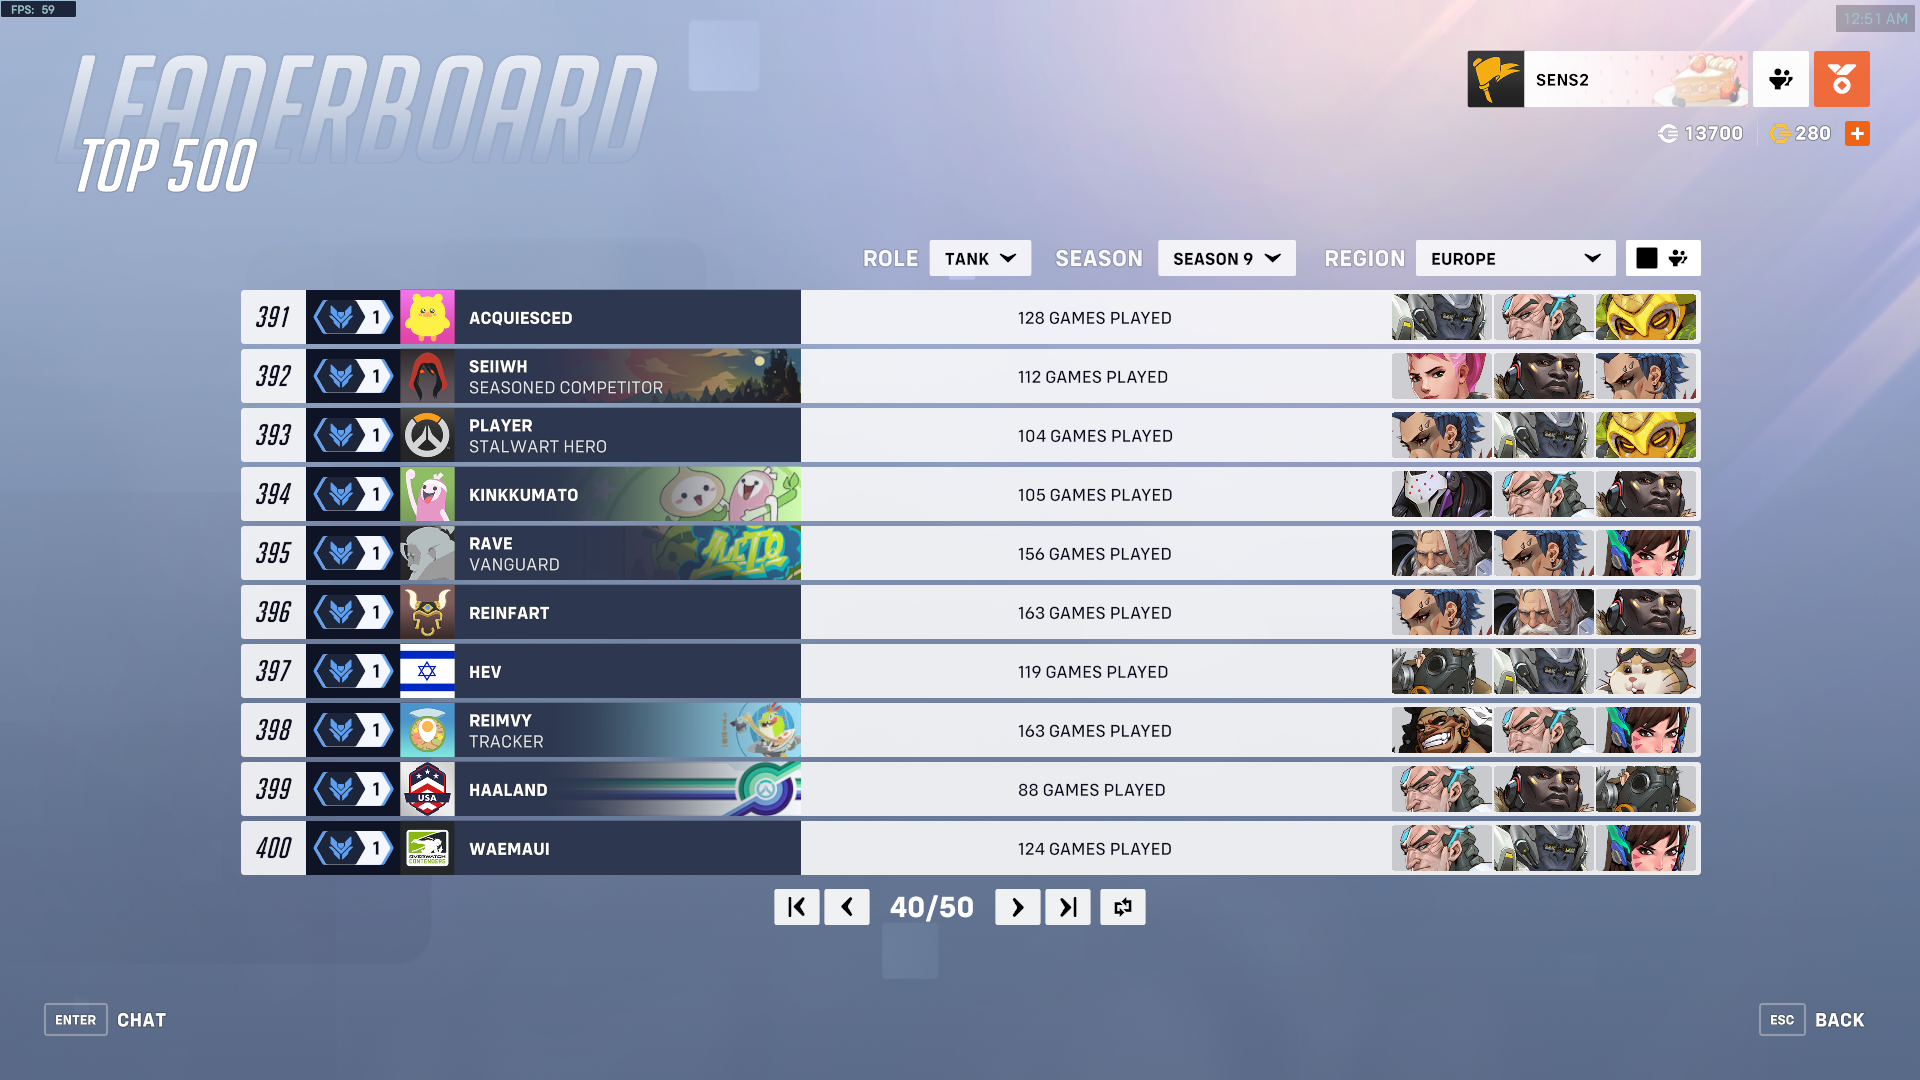 FPS: 59
12:51 AM
LEADERBOARD
TOP 500
SENS2
13700 280
ROLE TANK SEASON SEASON 9 REGION EUROPE
391 1 ACQUIESCED 128 GAMES PLAYED
392 1 SEIIWH 112 GAMES PLAYED
SEASONED COMPETITOR
393 1 PLAYER 104 GAMES PLAYED
STALWART HERO
394 1 KINKKUMATO 105 GAMES PLAYED
395 1 RAVE 156 GAMES PLAYED
VANGUARD
396 1 REINFART 163 GAMES PLAYED
397 1 HEV 119 GAMES PLAYED
398 1 REIMVY 163 GAMES PLAYED
TRACKER
399 1 USA HAALAND 88 GAMES PLAYED
400 1 OVERWATCH CONTENDERS WAEMAUI 124 GAMES PLAYED
40/50
ENTER CHAT
ESC BACK